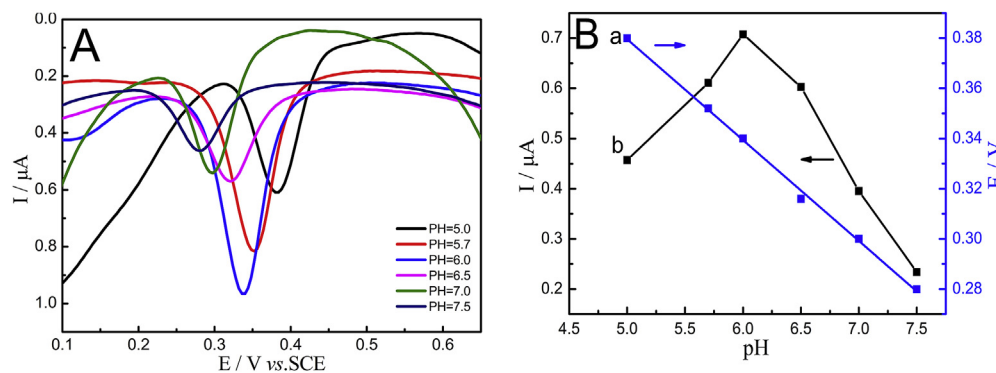 A
0.0
0.2
0.4
0.6
0.8
1.0
I / μA
0.1
0.2
0.3
0.4
0.5
0.6
E / V vs.SCE
PH=5.0
PH=5.7
PH=6.0
PH=6.5
PH=7.0
PH=7.5
B
a
b
0.7
0.6
0.5
0.4
0.3
0.2
I / μA
4.5
5.0
5.5
6.0
6.5
7.0
7.5
pH
0.38
0.36
0.34
0.32
0.30
0.28
E / V